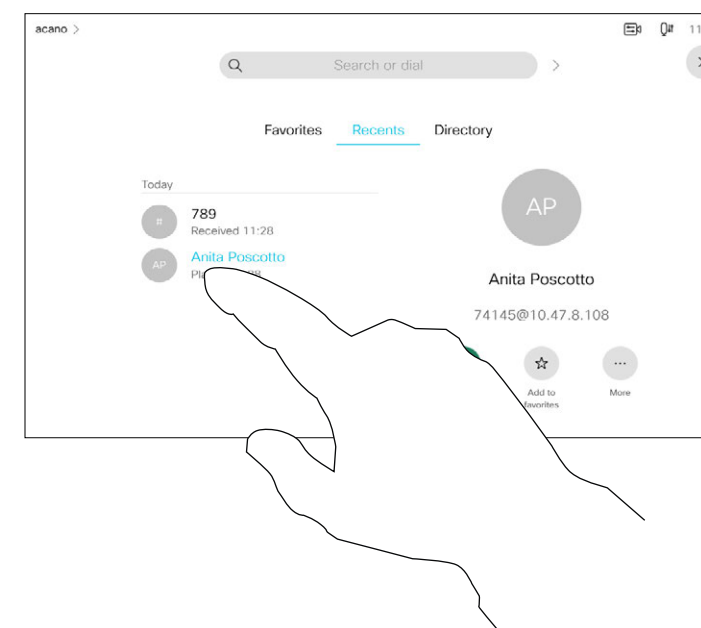 acano >
11
Search or dial
Favorites Recents Directory
Today
#
789
Received 11:28
AP
Anita Poscotto
AP
Anita Poscotto
74145@10.47.8.108
Add to
favorites
More